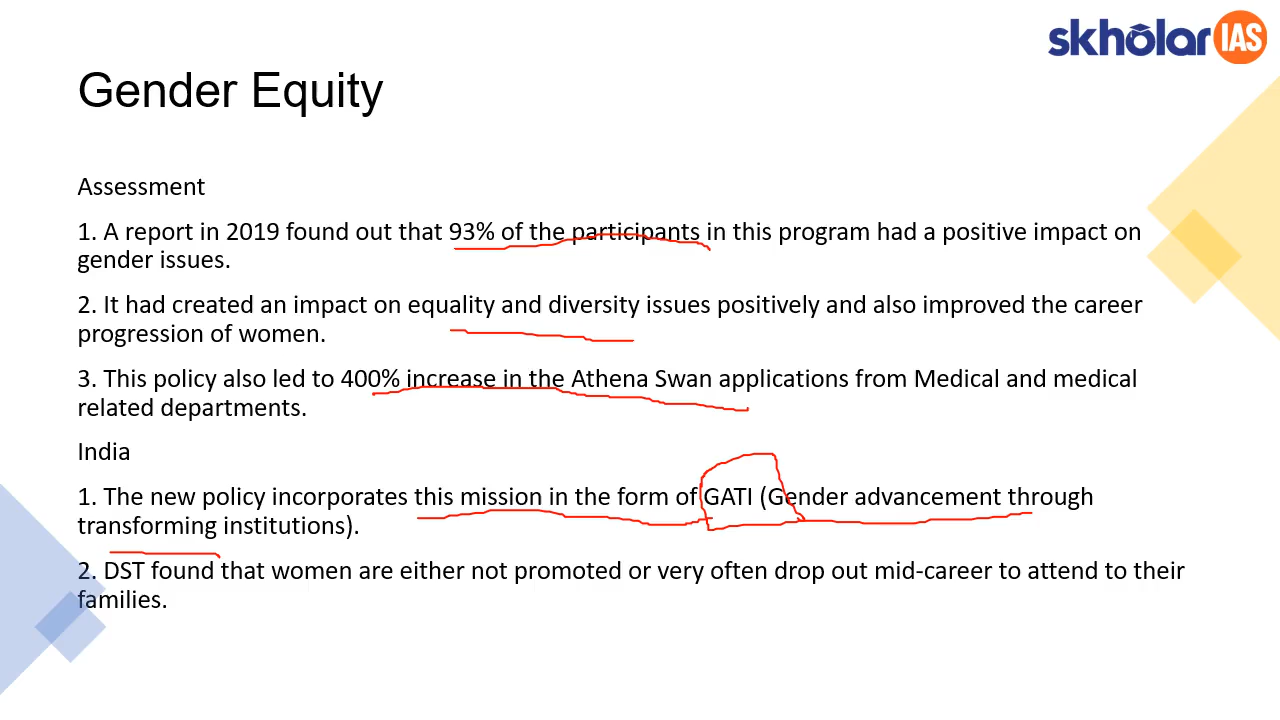 skholar IAS
Gender Equity
Assessment
1. A report in 2019 found out that 93% of the participants in this program had a positive impact on
gender issues.
2. It had created an impact on equality and diversity issues positively and also improved the career
progression of women.
3. This policy also led to 400% increase in the Athena Swan applications from Medical and medical
related departments.
India
1. The new policy incorporates this mission in the form of GATI (Gender advancement through
transforming institutions).
2. DST found that women are either not promoted or very often drop out mid-career to attend to their
families.